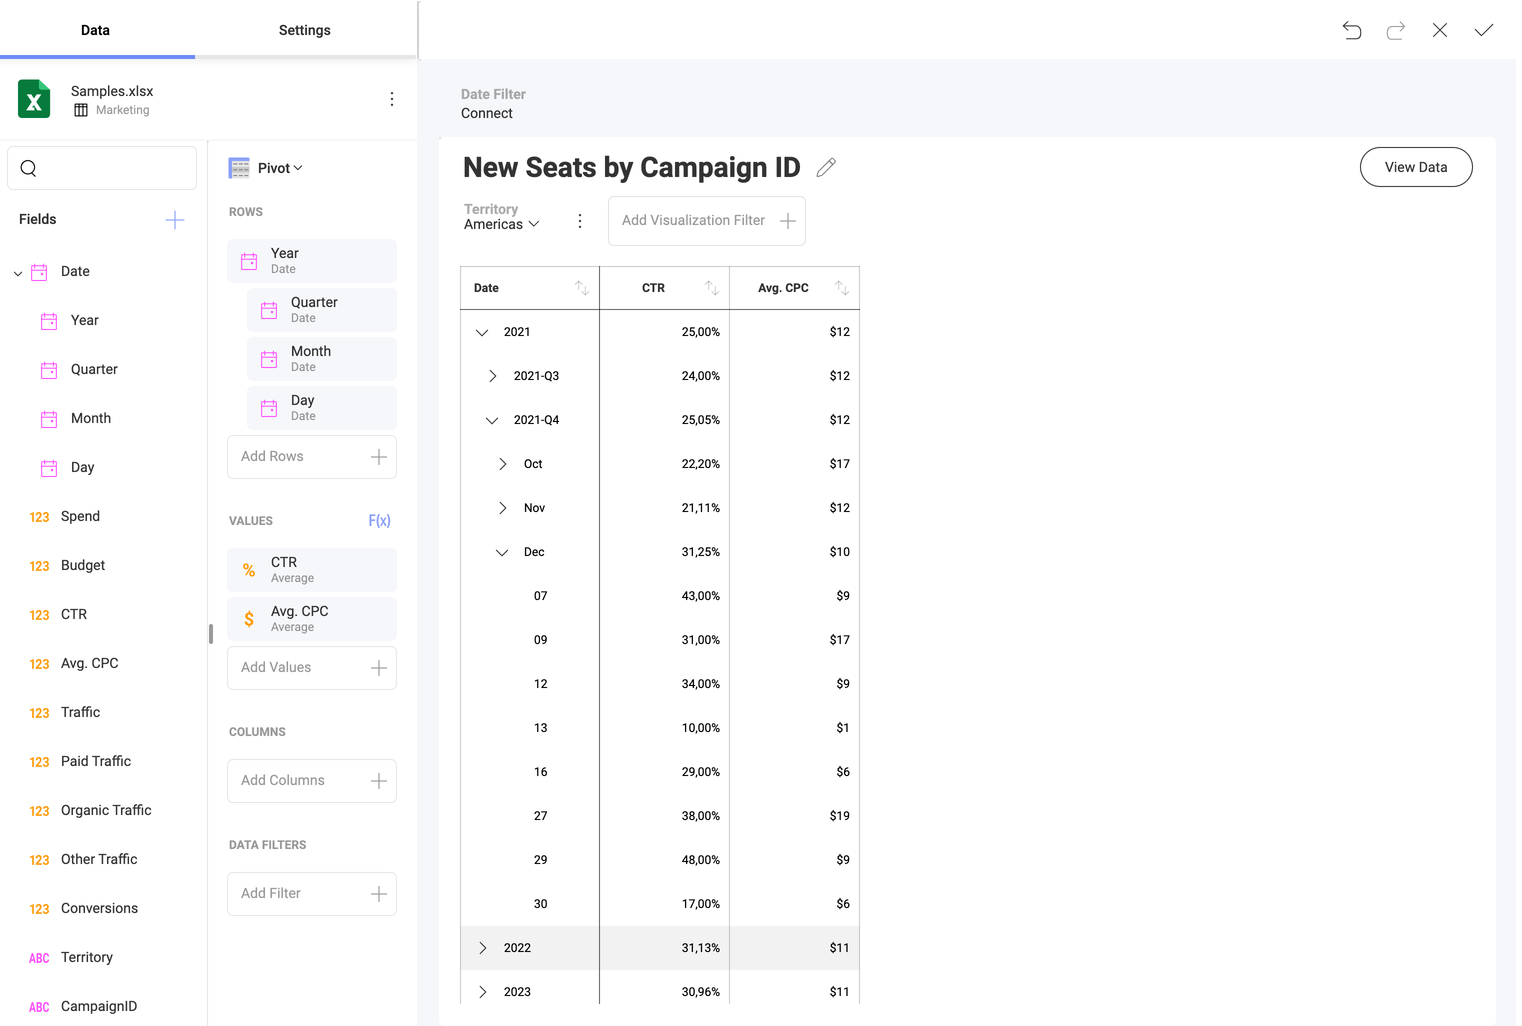 Data
Settings
Samples.xlsx
Marketing
Fields
Date
Year
Quarter
Month
Day
123 Spend
123 Budget
123 CTR
123 Avg. CPC
123 Traffic
123 Paid Traffic
123 Organic Traffic
123 Other Traffic
123 Conversions
ABC Territory
ABC CampaignID
Pivot
ROWS
Year
Date
Quarter
Date
Month
Date
Day
Date
Add Rows
VALUES F(x)
% CTR
Average
$ Avg. CPC
Average
Add Values
COLUMNS
Add Columns
DATA FILTERS
Add Filter
Date Filter
Connect
New Seats by Campaign ID
View Data
Territory
Americas
Add Visualization Filter
Date CTR Avg. CPC
2021 25,00% $12
2021-Q3 24,00% $12
2021-Q4 25,05% $12
Oct 22,20% $17
Nov 21,11% $12
Dec 31,25% $10
07 43,00% $9
09 31,00% $17
12 34,00% $9
13 10,00% $1
16 29,00% $6
27 38,00% $19
29 48,00% $9
30 17,00% $6
2022 31,13% $11
2023 30,96% $11